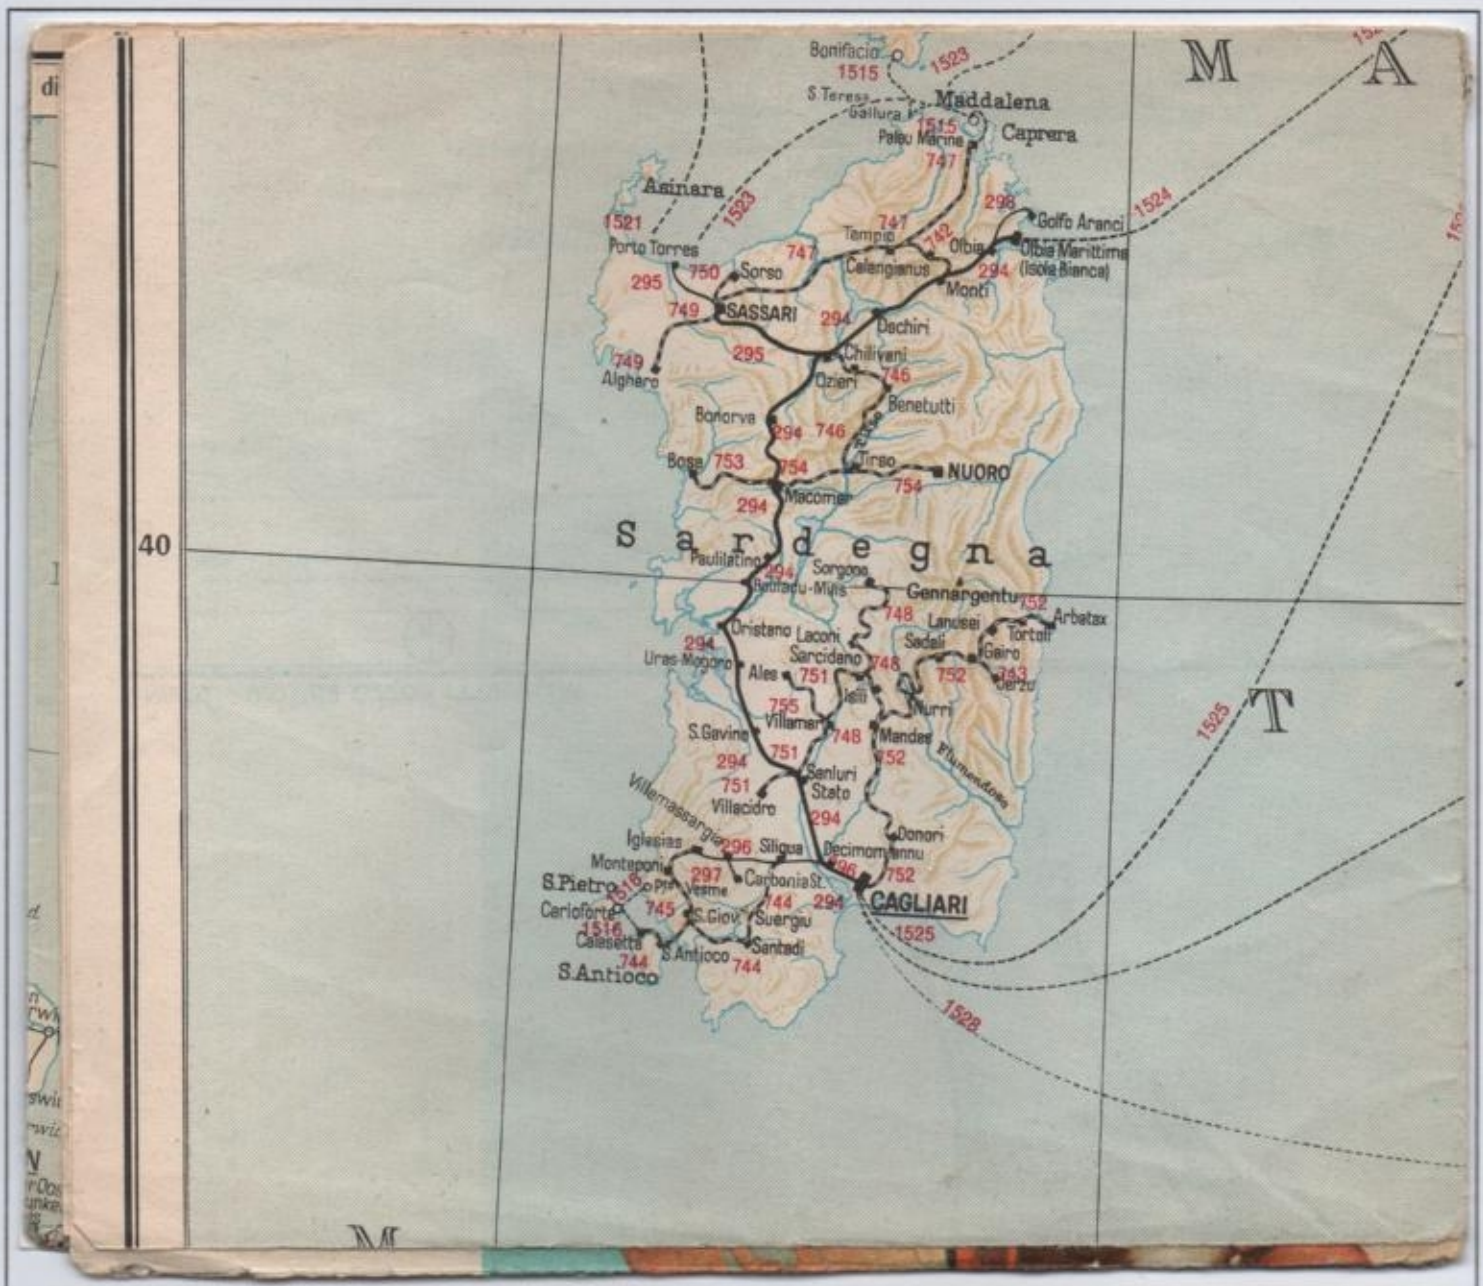 M A
Bonifacio
1515
1523
S. Teresa
Gallura
Maddalena
1515
Caprera
Palau Marina
747
di
Asinara
1523
1521
298
Golfo Aranci
1524
Porto Torres
747
Tempio
742
Olbia
Olbia Marittima
(Isola Bianca)
295
750
Sorso
747
Calangianus
294
Monti
749
SASSARI
294
Oschiri
295
Chilivani
749
Alghero
Ozieri
746
Benetutti
Bonorva
294
746
Tirso
Bosa
753
754
Tirso
754
NUORO
294
Macomer
40
Sardegna
Paulilatino
294
Bauladu-Milis
Sorgono
Gennargentu
752
Arbatax
748
Lanusei
Tortolì
Oristano
Laconi
Sadali
Gairo
294
Uras-Mogoro
Sarcidano
748
752
743
Jerzu
Ales
751
Isili
Nurri
755
Villamar
748
Mandas
S. Gavino
751
752
Flumendosa
294
Sanluri
Stato
751
Villacidro
294
1525
T
Villamassargia
Donori
Iglesias
296
Siliqua
Decimomannu
Monteponi
297
Carbonia St.
296
752
S. Pietro
1516
Pto Vesme
744
294
CAGLIARI
Carloforte
745
S. Giov. Suergiu
1516
1525
Calasetta
S. Antioco
Santadi
744
744
S. Antioco
1528
M